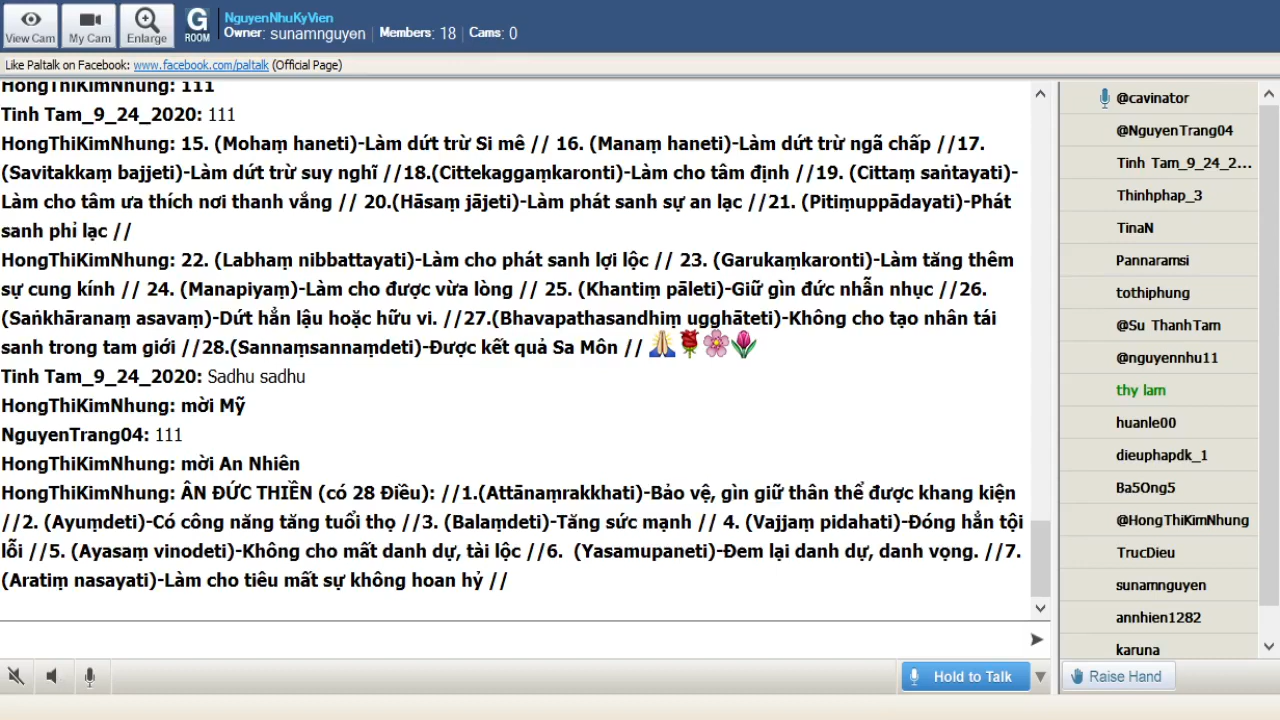 NguyenNhuKyVien
View Cam My Cam Enlarge G ROOM Owner: sunamnguyen Members: 18 Cams: 0
Like Paltalk on Facebook: www.facebook.com/paltalk (Official Page)
HongThiKimNhung: 111
Tinh Tam_9_24_2020: 111
HongThiKimNhung: 15. (Mohaṃ haneti)-Làm dứt trừ Si mê // 16. (Manaṃ haneti)-Làm dứt trừ ngã chấp //17.
(Savitakkaṃ bajjeti)-Làm dứt trừ suy nghĩ //18.(Cittekaggaṃkaronti)-Làm cho tâm định //19. (Cittaṃ saṅtayati)-
Làm cho tâm ưa thích nơi thanh vắng // 20.(Hāsaṃ jājeti)-Làm phát sanh sự an lạc //21. (Pitiṃuppādayati)-Phát
sanh phỉ lạc //
HongThiKimNhung: 22. (Labhaṃ nibbattayati)-Làm cho phát sanh lợi lộc // 23. (Garukaṃkaronti)-Làm tăng thêm
sự cung kính // 24. (Manapiyaṃ)-Làm cho được vừa lòng // 25. (Khantiṃ pāleti)-Giữ gìn đức nhẫn nhục //26.
(Saṅkhāranaṃ asavaṃ)-Dứt hẳn lậu hoặc hữu vi. //27.(Bhavapathasandhiṃ ugghāteti)-Không cho tạo nhân tái
sanh trong tam giới //28.(Sannaṃsannaṃdeti)-Được kết quả Sa Môn // 🙏🌹🌸🌷
Tinh Tam_9_24_2020: Sadhu sadhu
HongThiKimNhung: mời Mỹ
NguyenTrang04: 111
HongThiKimNhung: mời An Nhiên
HongThiKimNhung: ÂN ĐỨC THIỀN (có 28 Điều): //1.(Attānaṃrakkhati)-Bảo vệ, gìn giữ thân thể được khang kiện
//2. (Ayuṃdeti)-Có công năng tăng tuổi thọ //3. (Balaṃdeti)-Tăng sức mạnh // 4. (Vajjaṃ pidahati)-Đóng hẳn tội
lỗi //5. (Ayasaṃ vinodeti)-Không cho mất danh dự, tài lộc //6. (Yasamupaneti)-Đem lại danh dự, danh vọng. //7.
(Aratiṃ nasayati)-Làm cho tiêu mất sự không hoan hỷ //
@cavinator
@NguyenTrang04
Tinh Tam_9_24_2...
Thinhphap_3
TinaN
Pannaramsi
tothiphung
@Su ThanhTam
@nguyennhu11
thy lam
huanle00
dieuphapdk_1
Ba5Ong5
@HongThiKimNhung
TrucDieu
sunamnguyen
annhien1282
karuna
Hold to Talk
Raise Hand